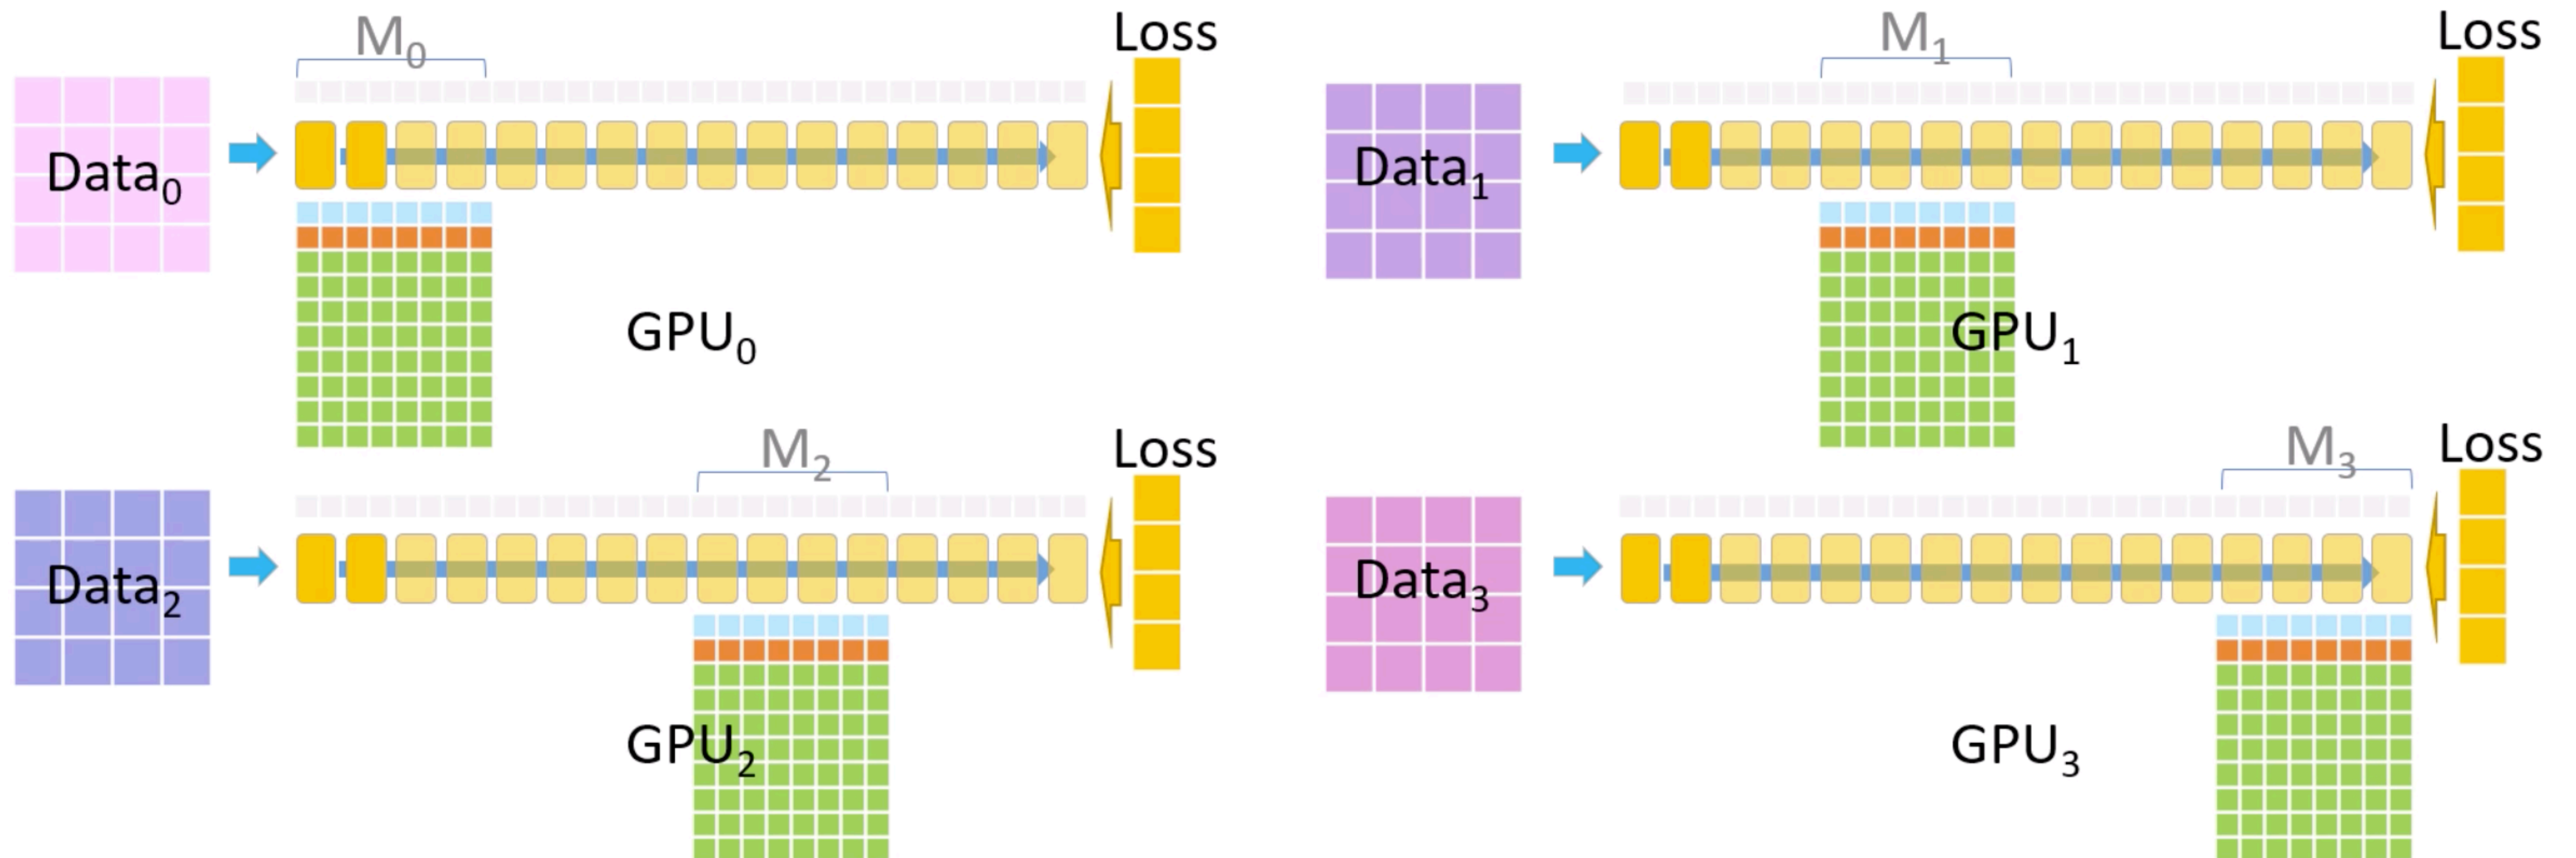 M₀
Loss
M₁
Loss
Data₀
Data₁
GPU₀
GPU₁
M₂
Loss
M₃
Loss
Data₂
Data₃
GPU₂
GPU₃